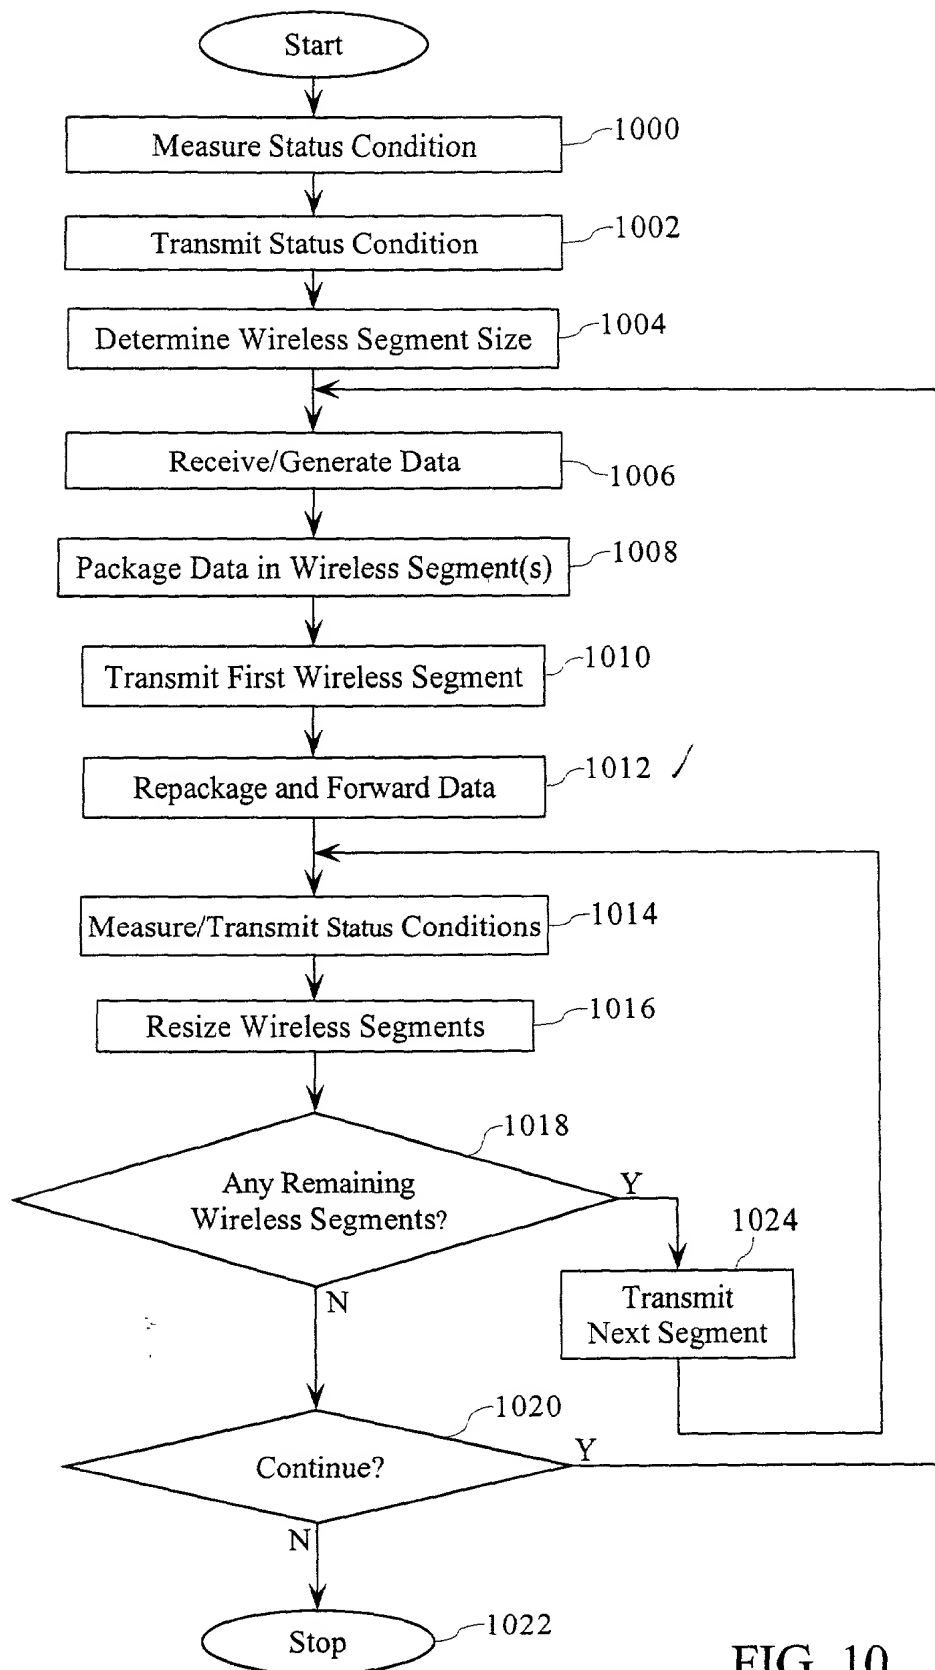 Start
Measure Status Condition
1000
Transmit Status Condition
1002
Determine Wireless Segment Size
1004
Receive/Generate Data
1006
Package Data in Wireless Segment(s)
1008
Transmit First Wireless Segment
1010
Repackage and Forward Data
1012
Measure/Transmit Status Conditions
1014
Resize Wireless Segments
1016
1018
Any Remaining
Wireless Segments?
Y
1024
Transmit
Next Segment
N
1020
Continue?
Y
N
Stop
1022
FIG. 10